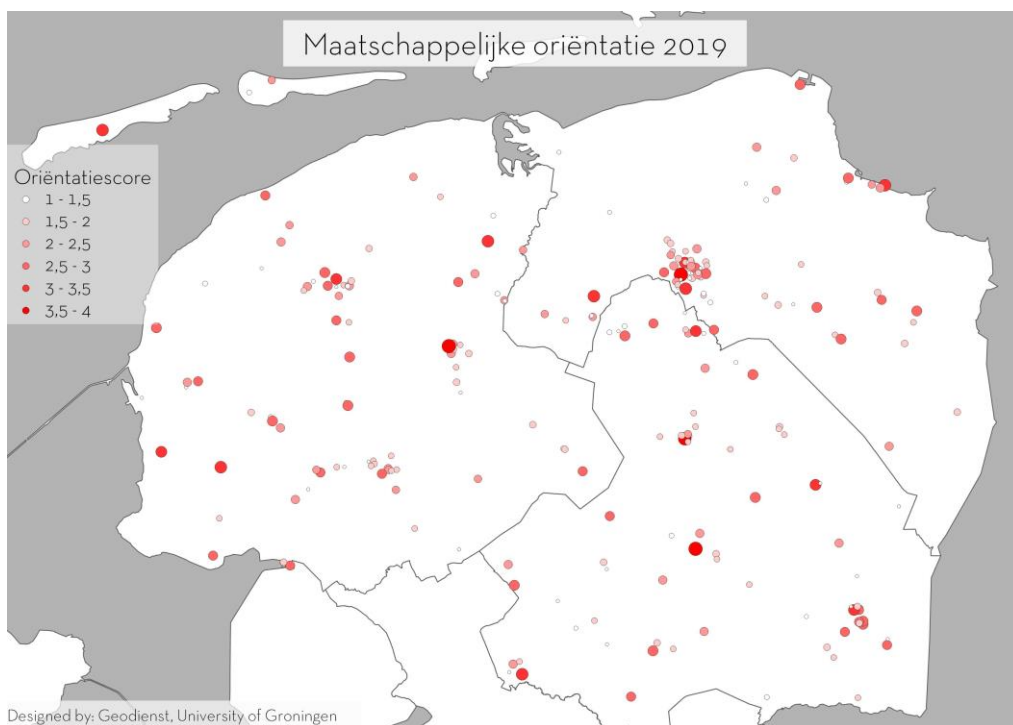 Maatschappelijke oriëntatie 2019
Oriëntatiescore
1 - 1,5
1,5 - 2
2 - 2,5
2,5 - 3
3 - 3,5
3,5 - 4
Designed by: Geodienst, University of Groningen